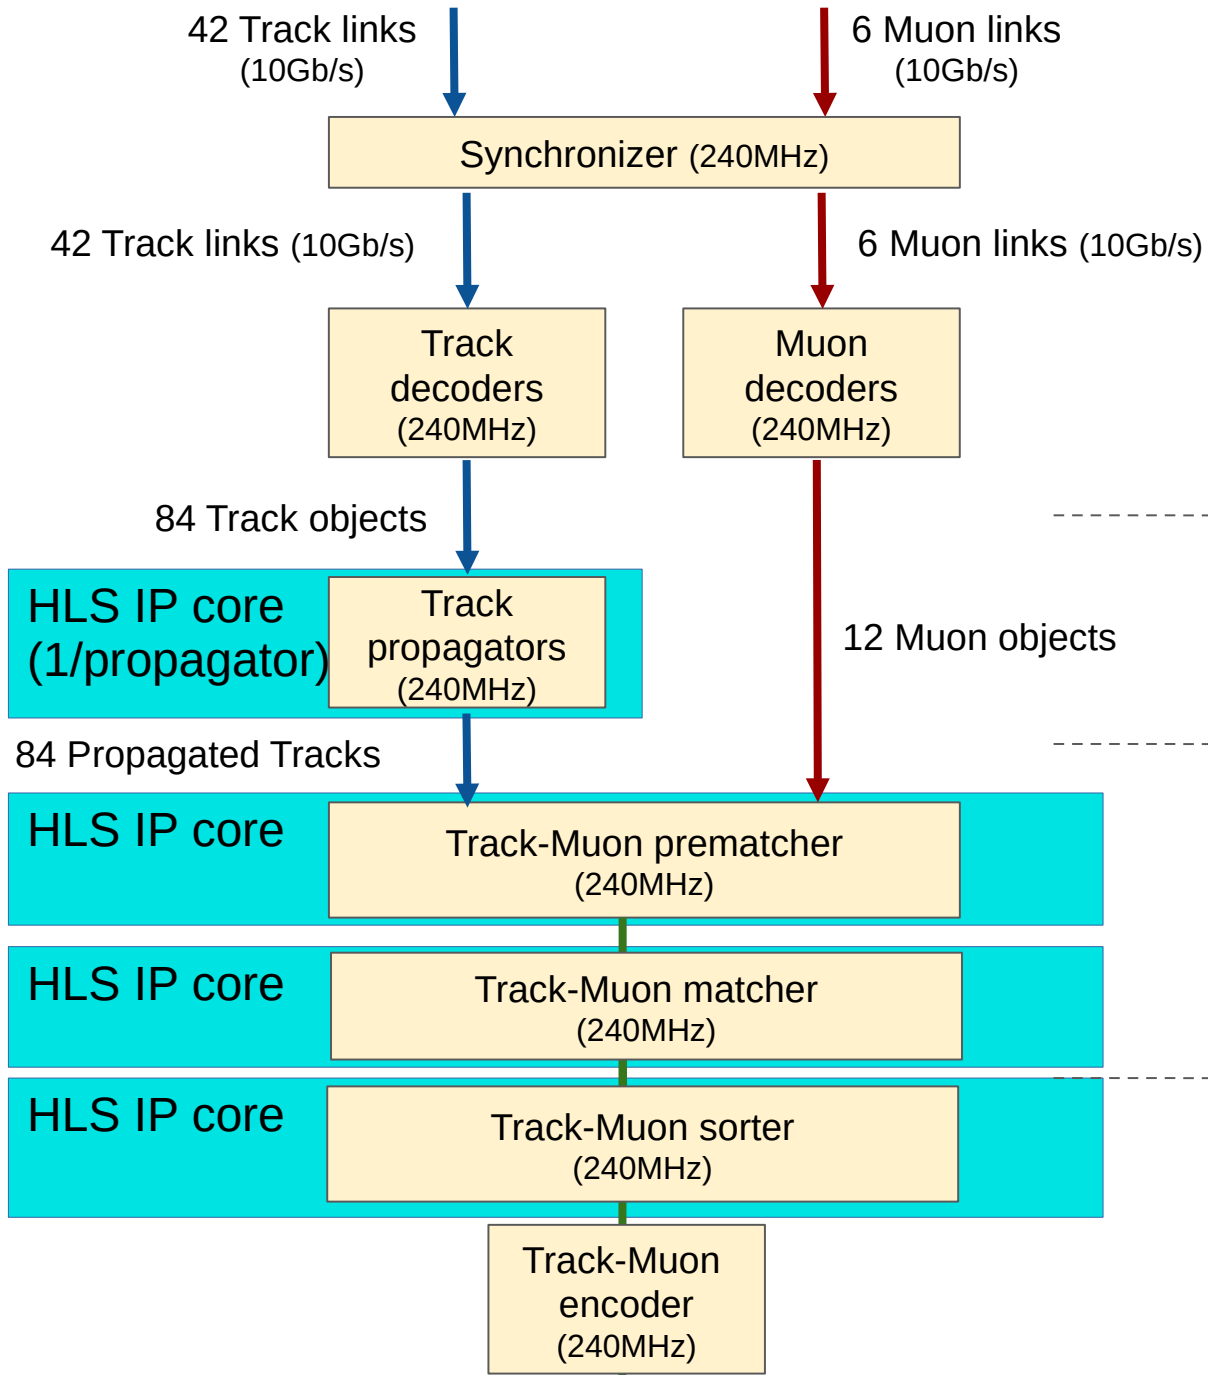 42 Track links
(10Gb/s)
6 Muon links
(10Gb/s)
Synchronizer (240MHz)
42 Track links (10Gb/s)
6 Muon links (10Gb/s)
Track
decoders
(240MHz)
Muon
decoders
(240MHz)
84 Track objects
HLS IP core
(1/propagator)
Track
propagators
(240MHz)
12 Muon objects
84 Propagated Tracks
HLS IP core
Track-Muon prematcher
(240MHz)
HLS IP core
Track-Muon matcher
(240MHz)
HLS IP core
Track-Muon sorter
(240MHz)
Track-Muon
encoder
(240MHz)